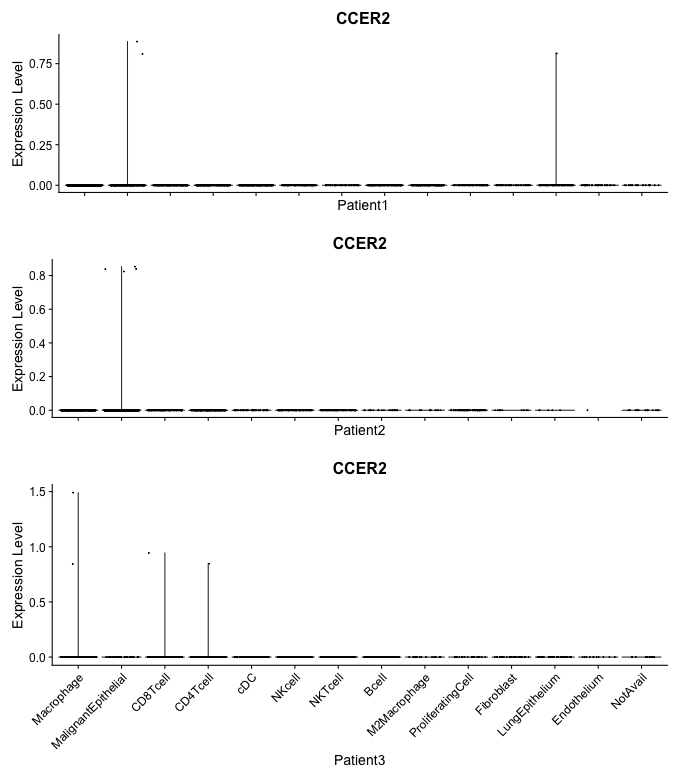 CCER2
Expression Level
0.75
0.50
0.25
0.00
Patient1
CCER2
Expression Level
0.8
0.6
0.4
0.2
0.0
Patient2
CCER2
Expression Level
1.5
1.0
0.5
0.0
Macrophage
MalignantEpithelial
CD8Tcell
CD4Tcell
cDC
NKcell
NKTcell
Bcell
M2Macrophage
ProliferatingCell
Fibroblast
LungEpithelium
Endothelium
NotAvail
Patient3